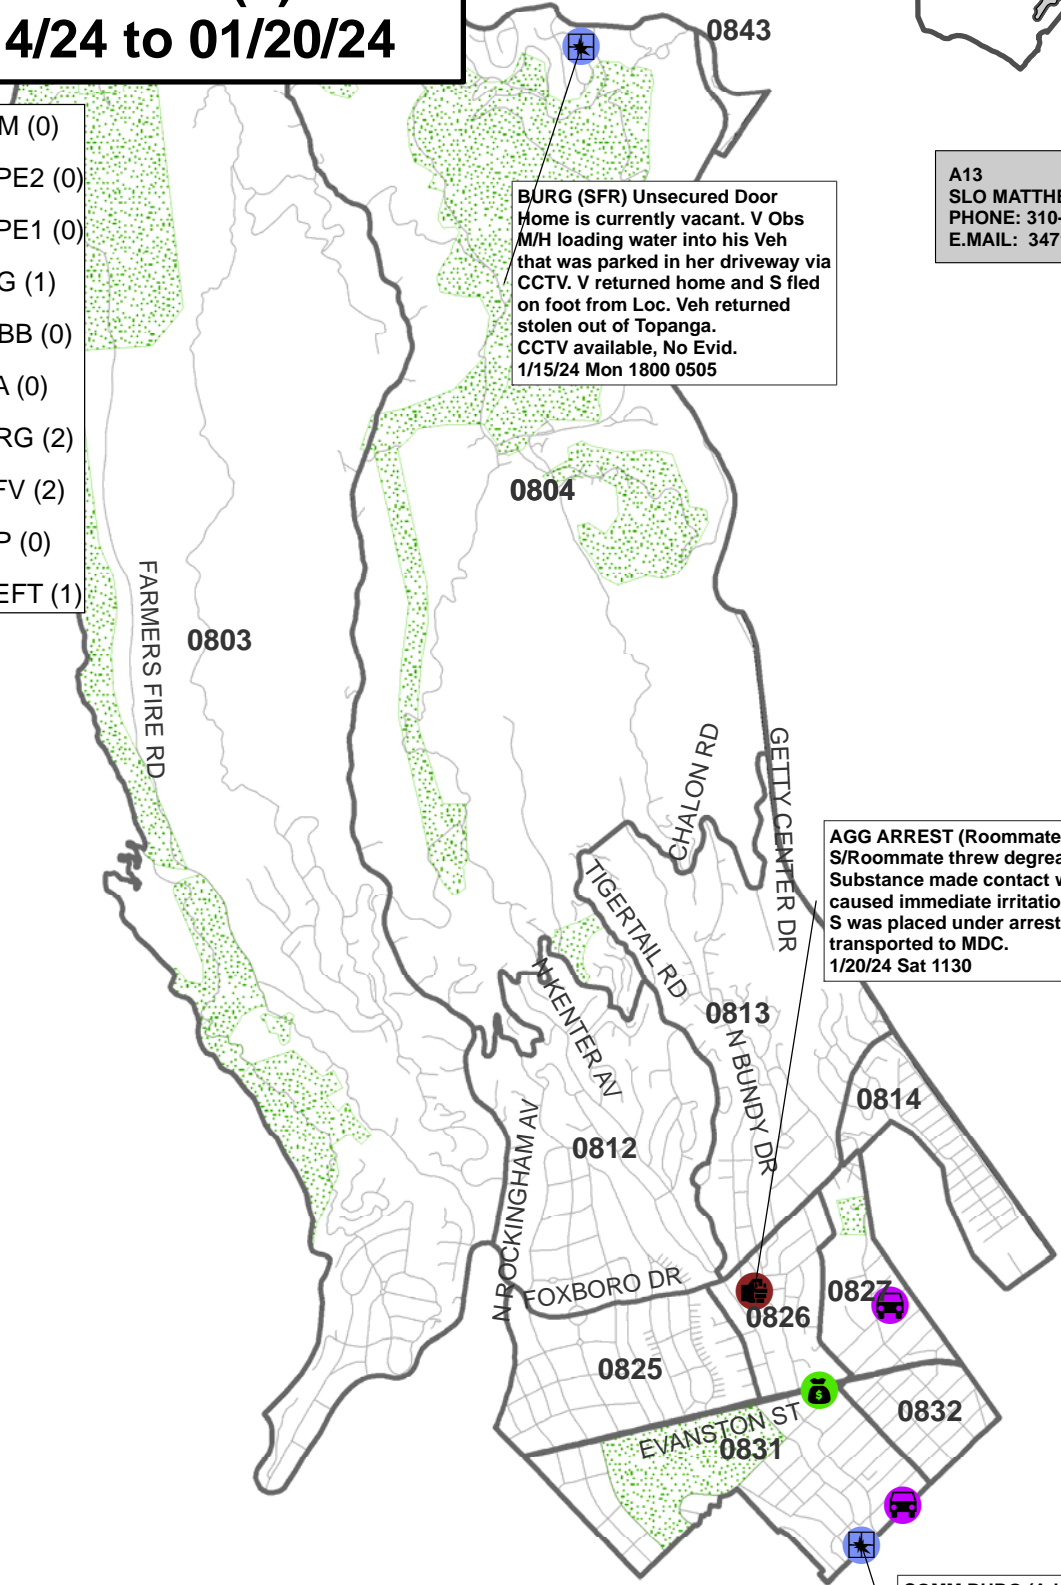 4/24 to 01/20/24
0843
M (0)
PE2 (0)
PE1 (0)
G (1)
BB (0)
A (0)
RG (2)
FV (2)
P (0)
EFT (1)
A13
SLO MATTHE
PHONE: 310-
E.MAIL: 347
BURG (SFR) Unsecured Door
Home is currently vacant. V Obs
M/H loading water into his Veh
that was parked in her driveway via
CCTV. V returned home and S fled
on foot from Loc. Veh returned
stolen out of Topanga.
CCTV available, No Evid.
1/15/24 Mon 1800 0505
0804
FARMERS FIRE RD
0803
CHALON RD
GETTY CENTER DR
AGG ARREST (Roommate
S/Roommate threw degrea
Substance made contact v
caused immediate irritatio
S was placed under arrest
transported to MDC.
1/20/24 Sat 1130
TIGERTAIL RD
N KENTER AV
0813
N BUNDY DR
0814
0812
N ROCKINGHAM AV
FOXBORO DR
0827
0826
0825
0832
EVANSTON ST
0831